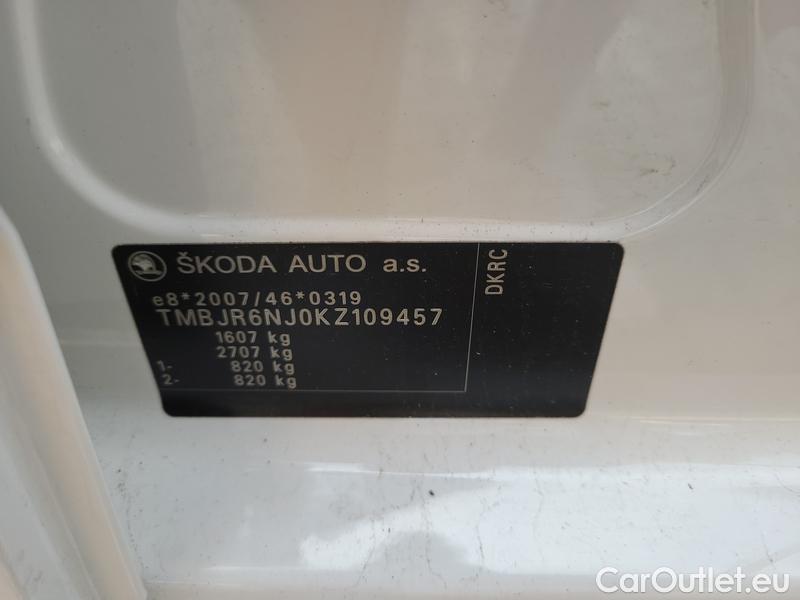 ŠKODA AUTO a.s.
e8*2007/46*0319
TMBJR6NJ0KZ109457
1607 kg
2707 kg
1- 820 kg
2- 820 kg
DKRC
CarOutlet.eu